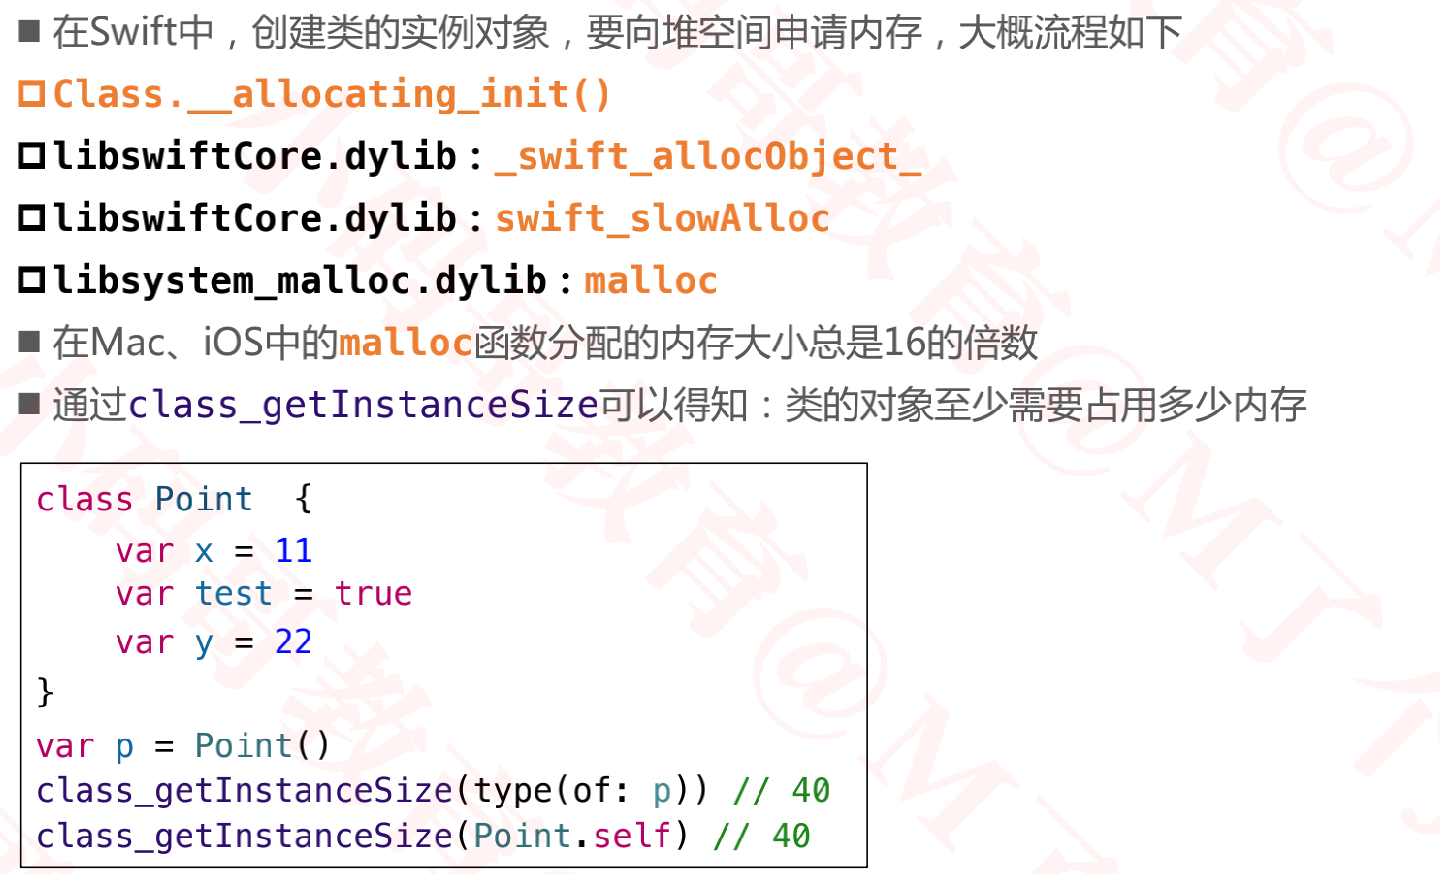 ■ 在Swift中，创建类的实例对象，要向堆空间申请内存，大概流程如下
Class.__allocating_init()
libswiftCore.dylib：_swift_allocObject_
libswiftCore.dylib：swift_slowAlloc
libsystem_malloc.dylib：malloc
■ 在Mac、iOS中的malloc函数分配的内存大小总是16的倍数
■ 通过class_getInstanceSize可以得知：类的对象至少需要占用多少内存
class Point  {
    var x = 11
    var test = true
    var y = 22
}
var p = Point()
class_getInstanceSize(type(of: p)) // 40
class_getInstanceSize(Point.self) // 40